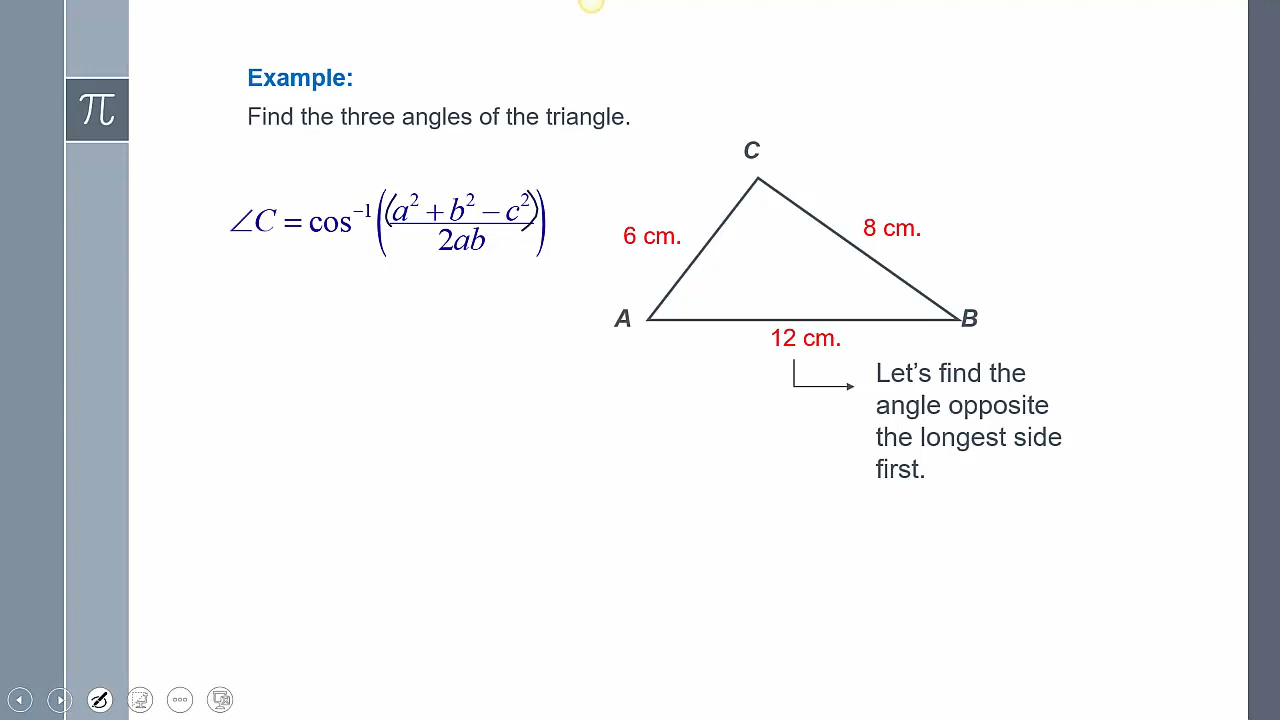 π
Example:
Find the three angles of the triangle.
C
∠C = cos⁻¹((a² + b² − c²)/2ab)
6 cm.
8 cm.
A
B
12 cm.
Let’s find the
angle opposite
the longest side
first.